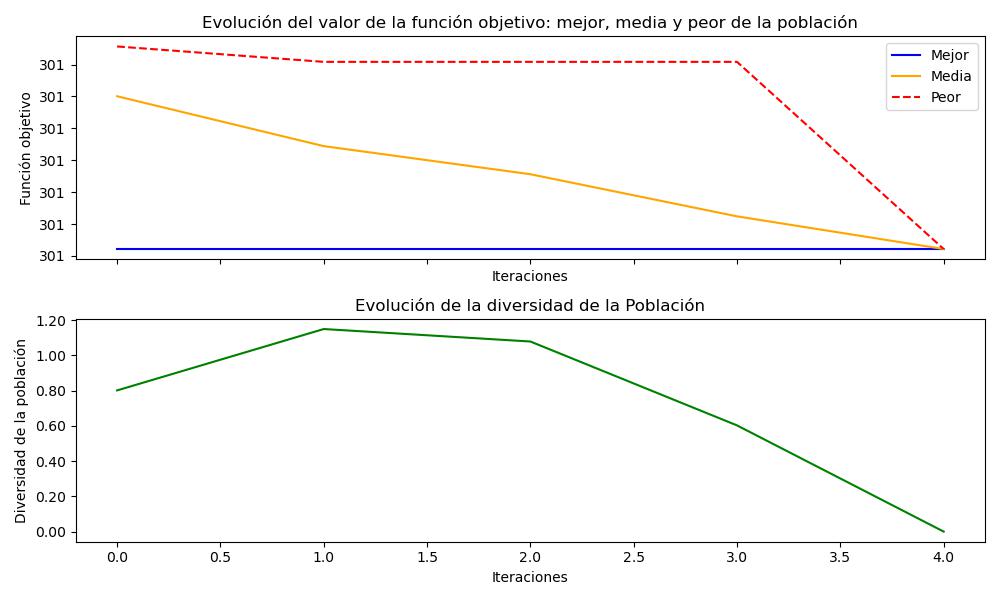 Evolución del valor de la función objetivo: mejor, media y peor de la población
Función objetivo
301
301
301
301
301
301
301
Mejor
Media
Peor
Iteraciones
Evolución de la diversidad de la Población
Diversidad de la población
1.20
1.00
0.80
0.60
0.40
0.20
0.00
0.0 0.5 1.0 1.5 2.0 2.5 3.0 3.5 4.0
Iteraciones